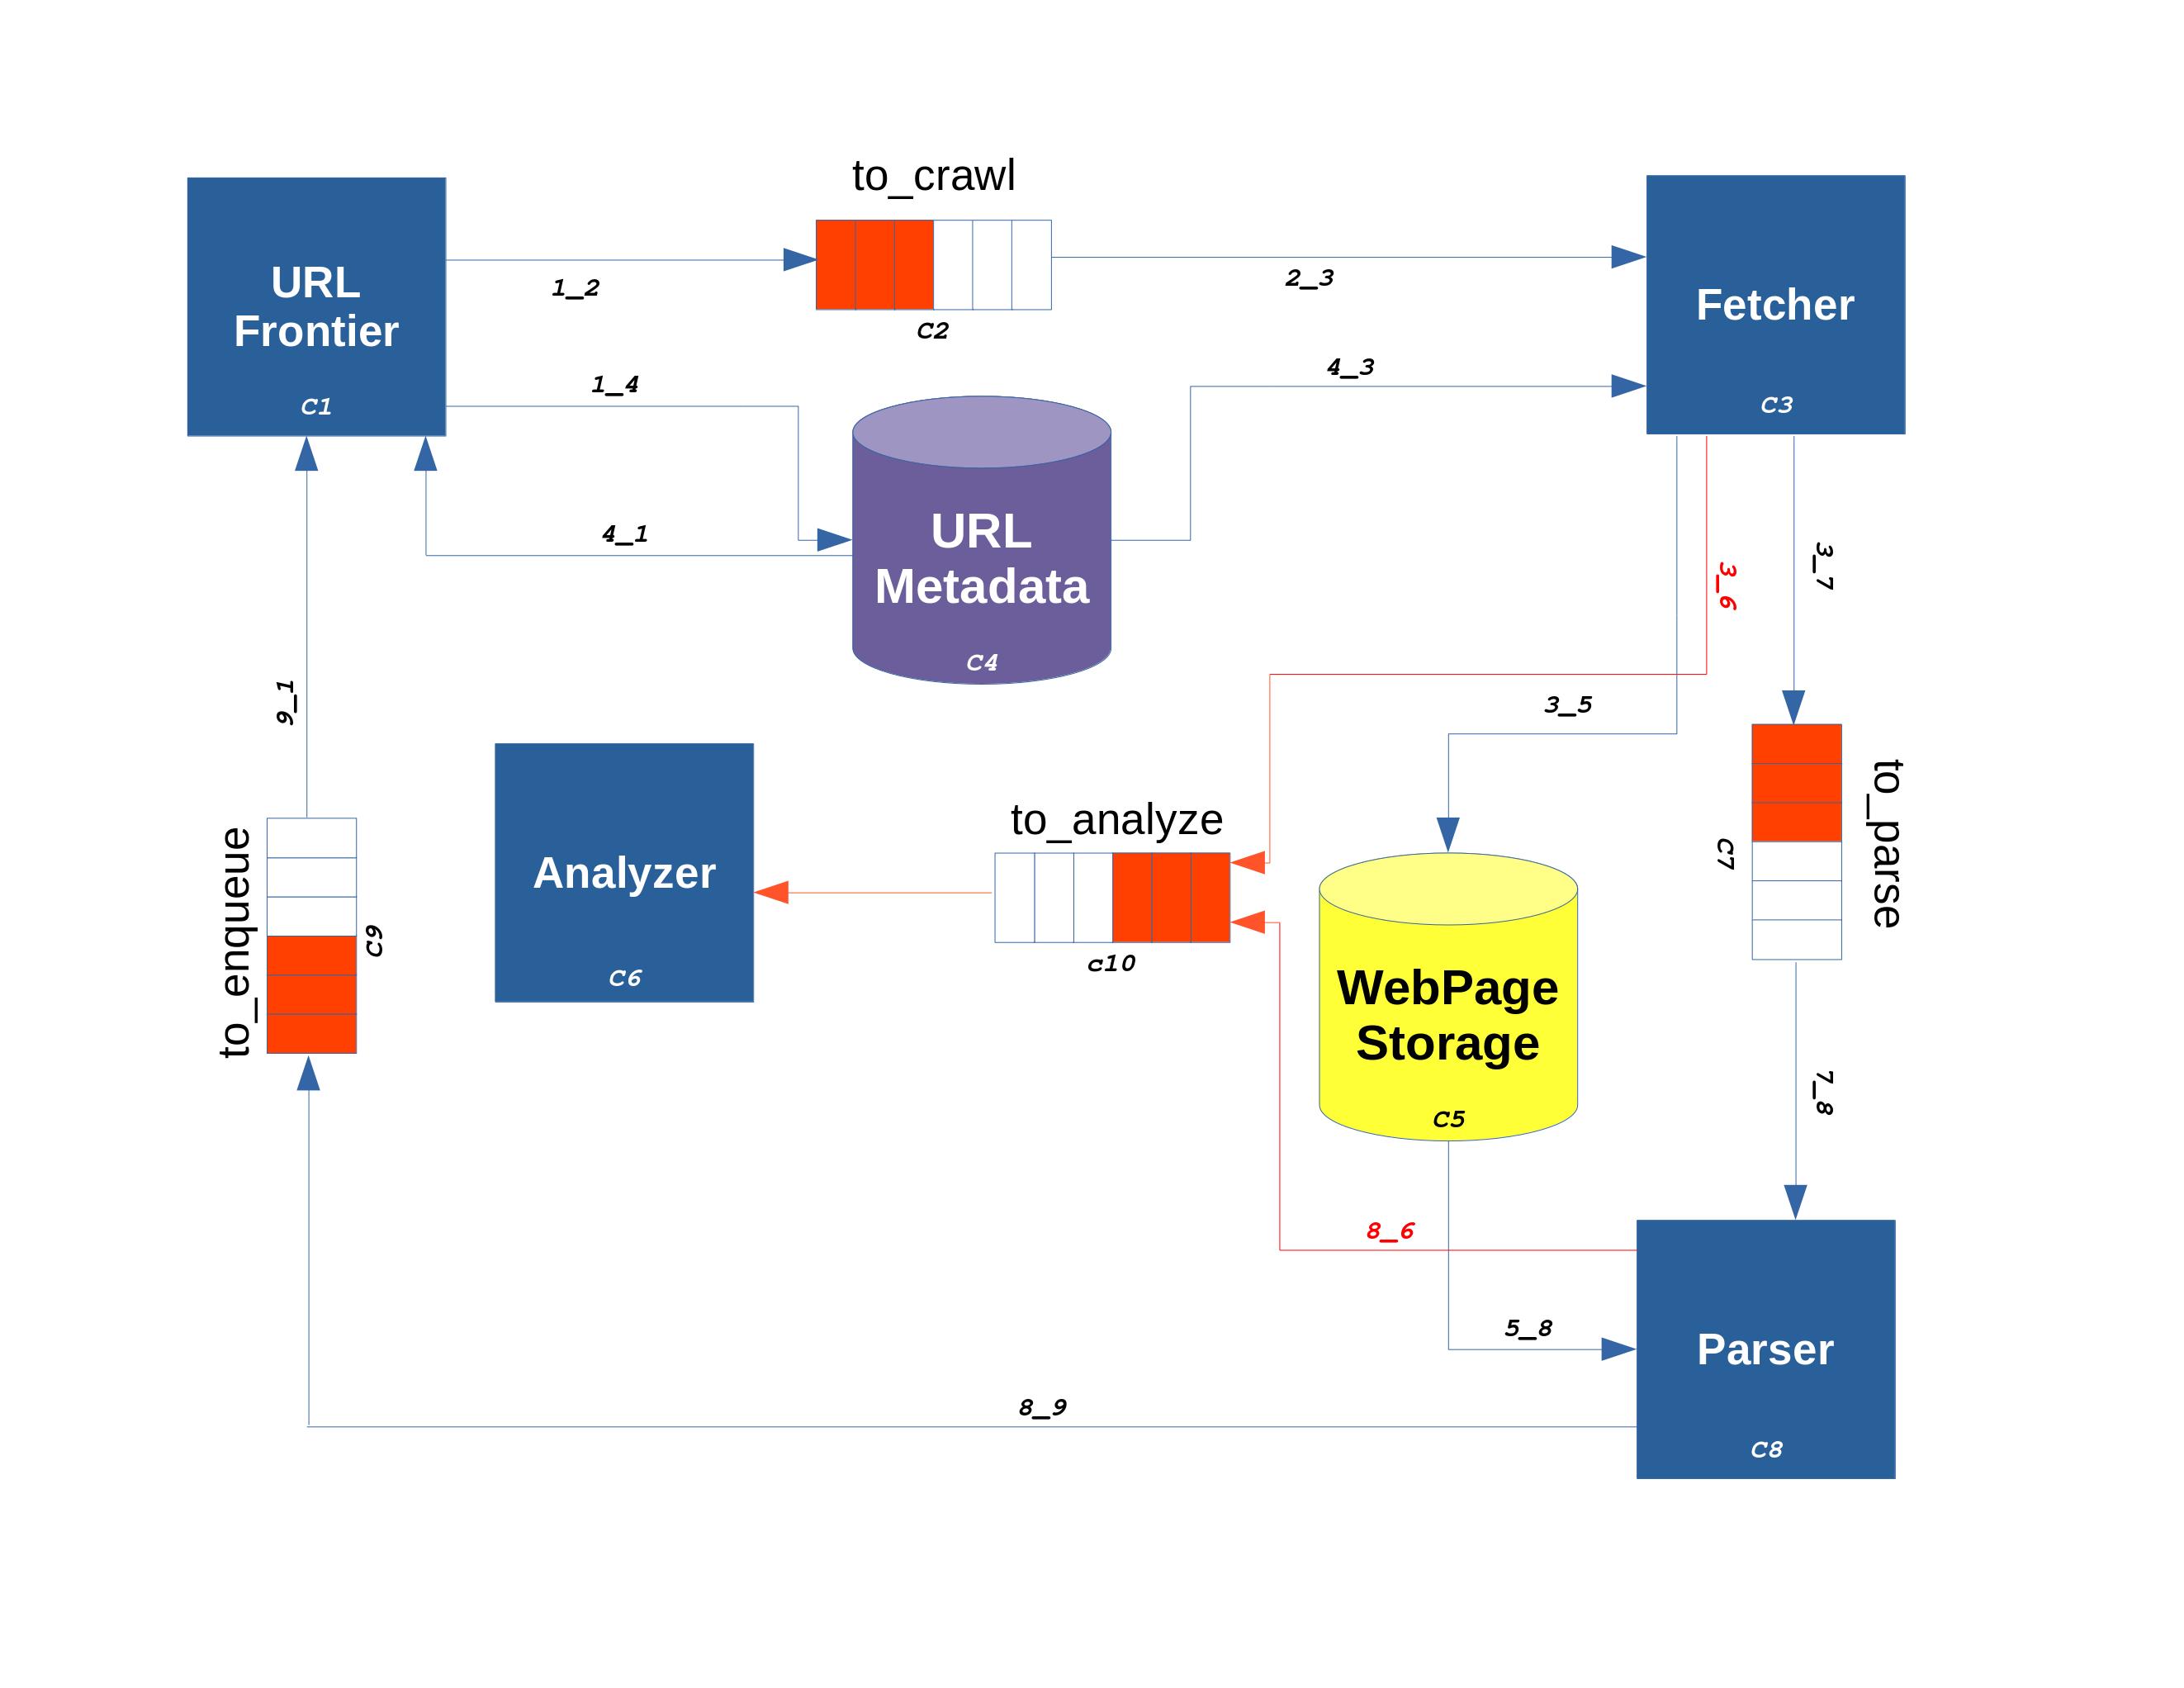 to_crawl
URL
Frontier
C1
1_2
C2
2_3
Fetcher
C3
1_4
4_3
4_1
URL
Metadata
C4
3_6
3_7
9_1
3_5
to_enqueue
C9
Analyzer
C6
to_analyze
c10
WebPage
Storage
C5
C7
to_parse
7_8
8_6
5_8
Parser
C8
8_9